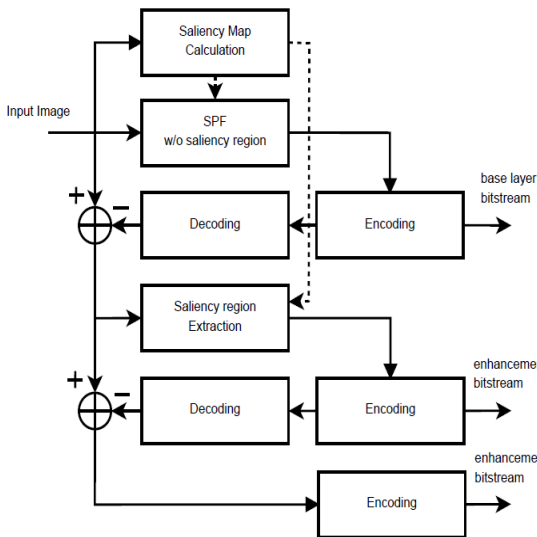 Saliency Map
Calculation
Input Image
SPF
w/o saliency region
+
−
Decoding
Encoding
base layer
bitstream
Saliency region
Extraction
+
−
Decoding
Encoding
enhanceme
bitstream
Encoding
enhanceme
bitstream